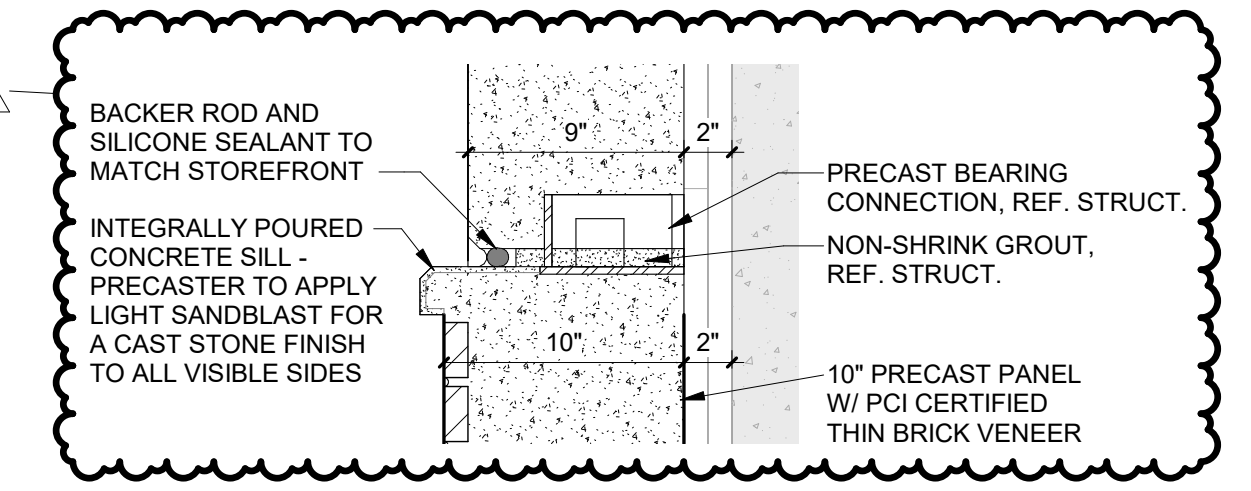 BACKER ROD AND
SILICONE SEALANT TO
MATCH STOREFRONT
INTEGRALLY POURED
CONCRETE SILL -
PRECASTER TO APPLY
LIGHT SANDBLAST FOR
A CAST STONE FINISH
TO ALL VISIBLE SIDES
9" 2"
10" 2"
PRECAST BEARING
CONNECTION, REF. STRUCT.
NON-SHRINK GROUT,
REF. STRUCT.
10" PRECAST PANEL
W/ PCI CERTIFIED
THIN BRICK VENEER